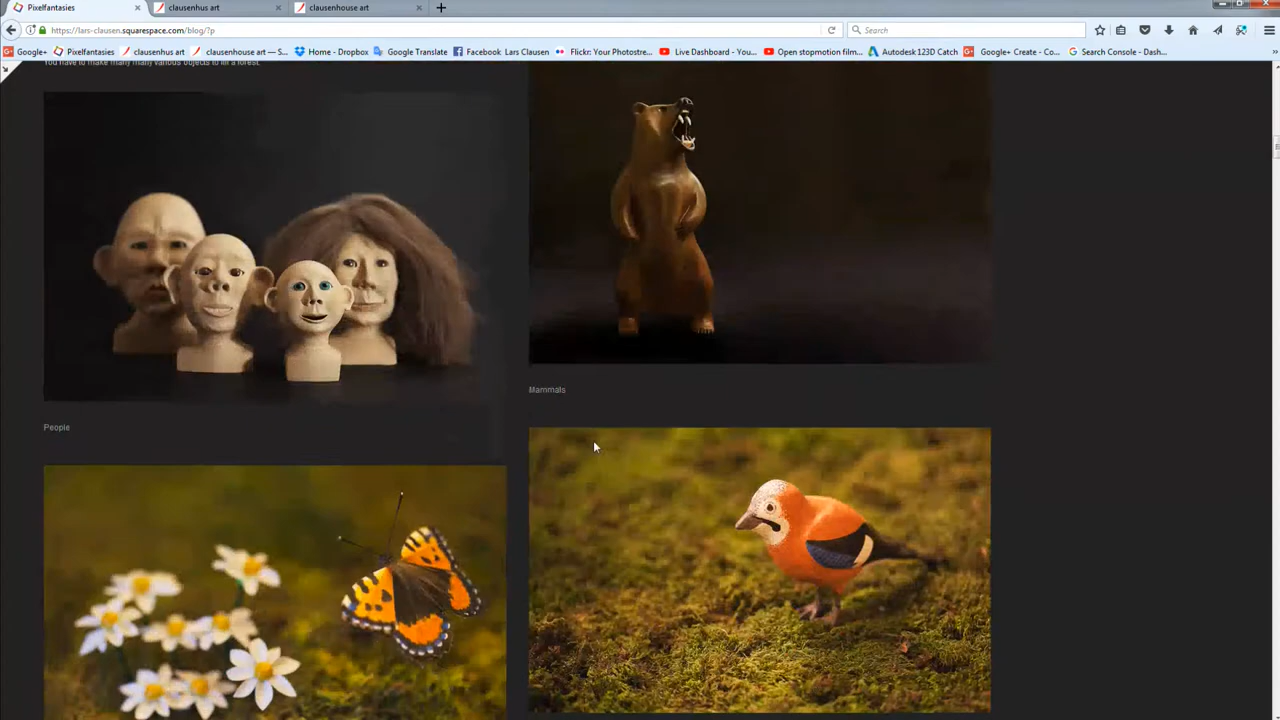 Pixelfantasies
clausenhus art
clausenhouse art
https://lars-clausen.squarespace.com/blog/?p
Search
Google+
Pixelfantasies
clausenhus art
clausenhouse art — S...
Home - Dropbox
Google Translate
Facebook Lars Clausen
Flickr: Your Photostre...
Live Dashboard - You...
Open stopmotion film...
Autodesk 123D Catch
Google+ Create - Co...
Search Console - Dash...
You have to make many many various objects to fill a forest.
Mammals
People